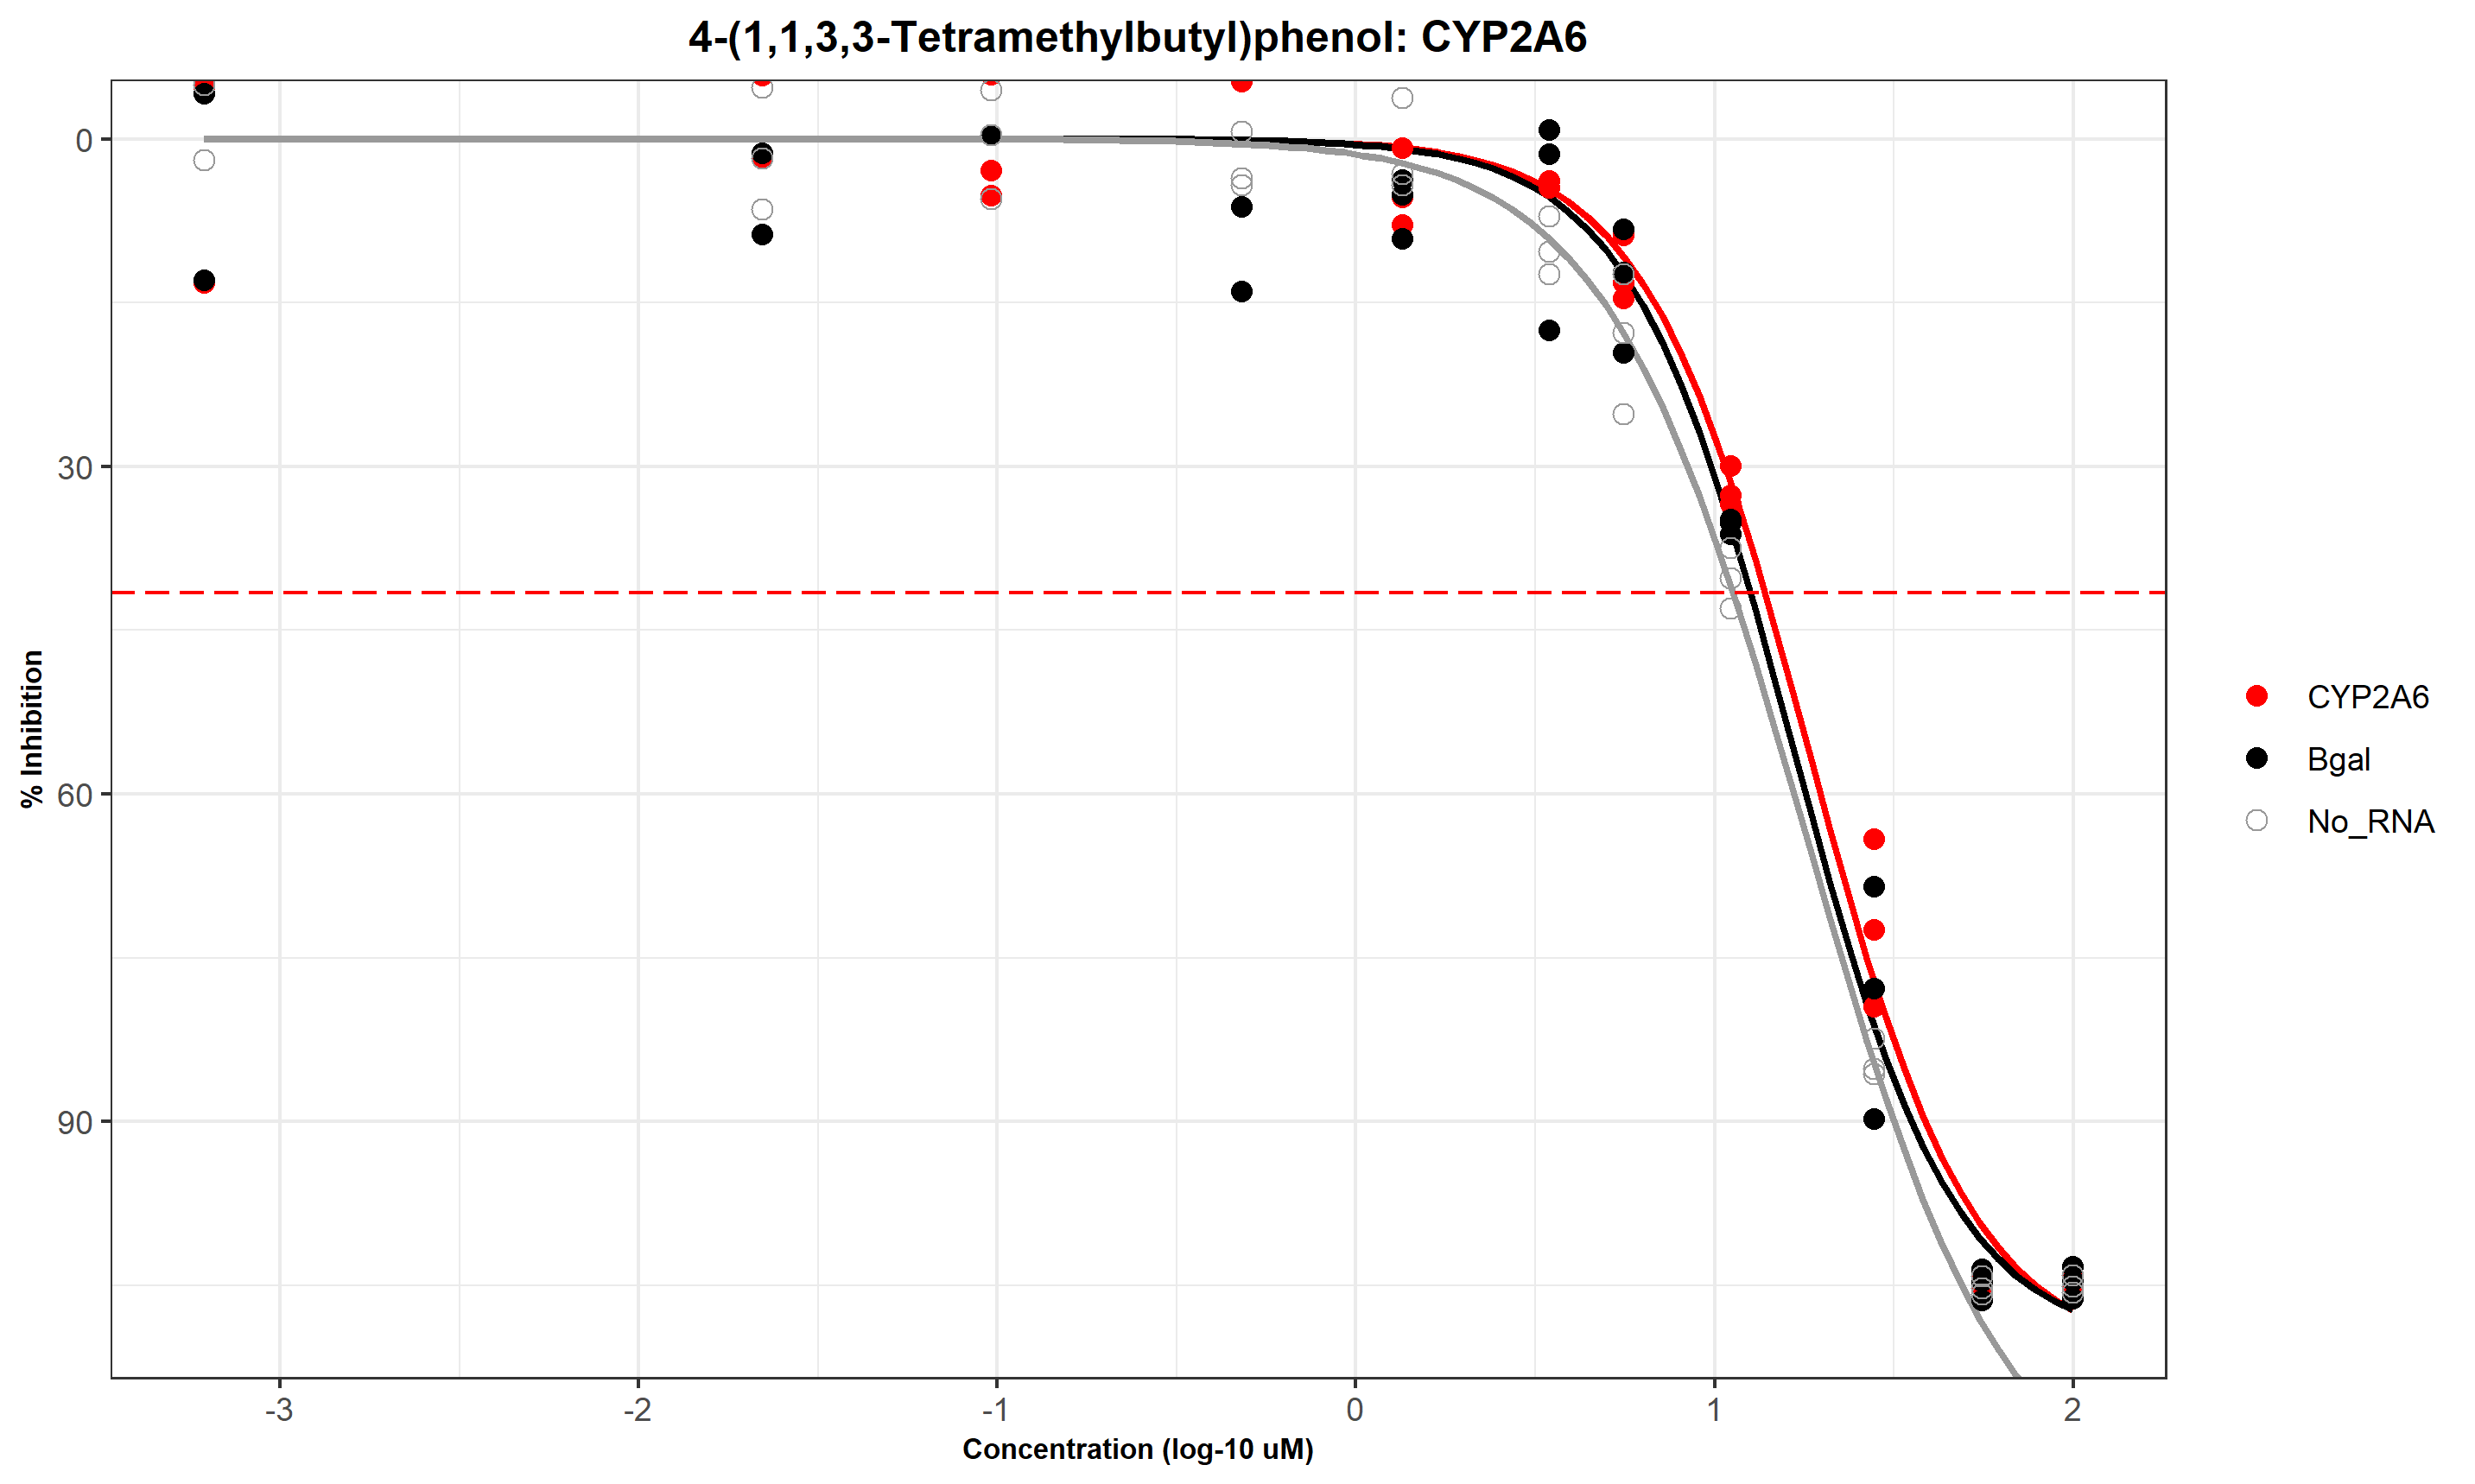 4-(1,1,3,3-Tetramethylbutyl)phenol: CYP2A6
0
30
60
90
% Inhibition
-3
-2
-1
0
1
2
Concentration (log-10 uM)
CYP2A6
Bgal
No_RNA